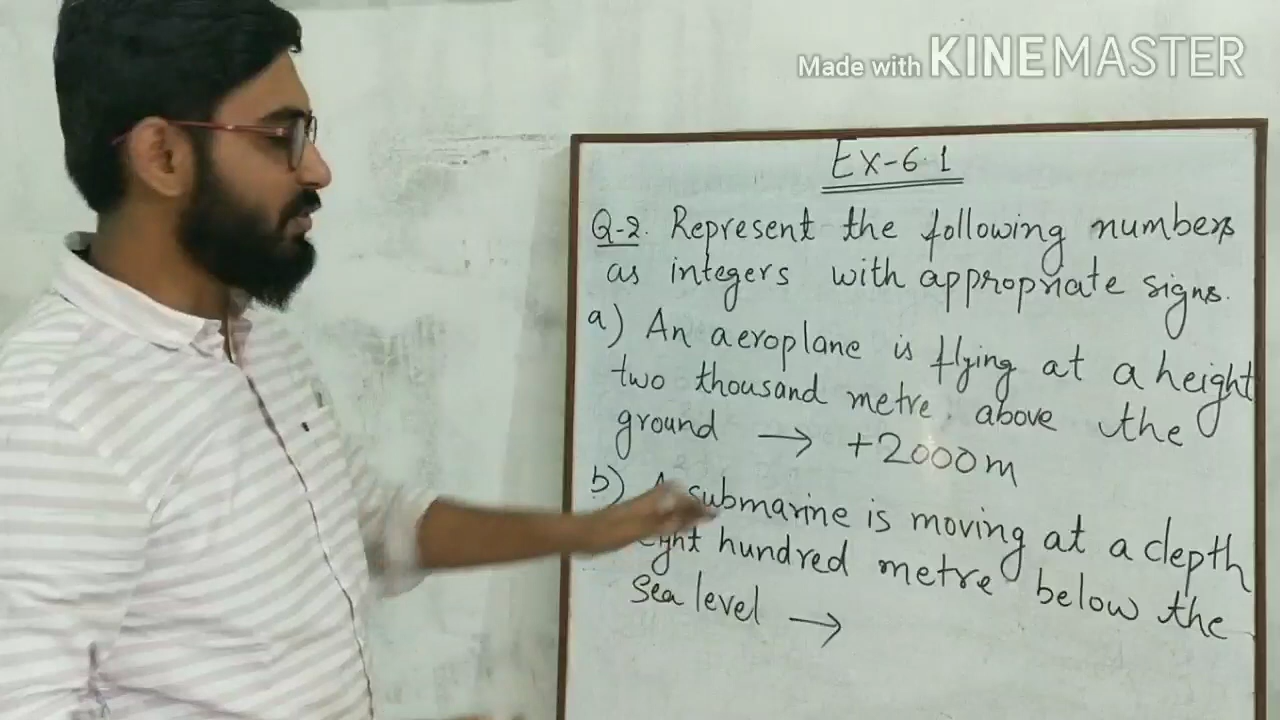 Made with KINEMASTER
Ex-6.1
Q-2. Represent the following numbers
as integers with appropriate signs.
a) An aeroplane is flying at a height
two thousand metre above the
ground → +2000m
b) submarine is moving at a depth
hundred metre below the
sea level →